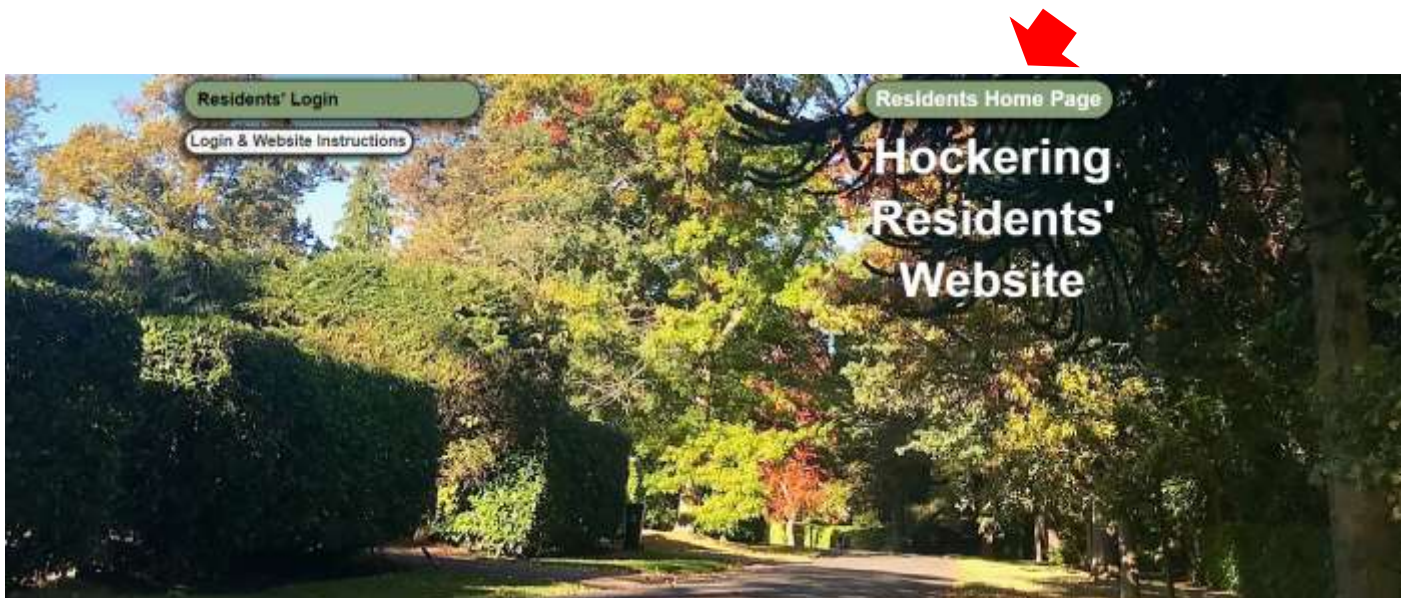 Residents' Login
Login & Website Instructions
Residents Home Page
Hockering
Residents'
Website